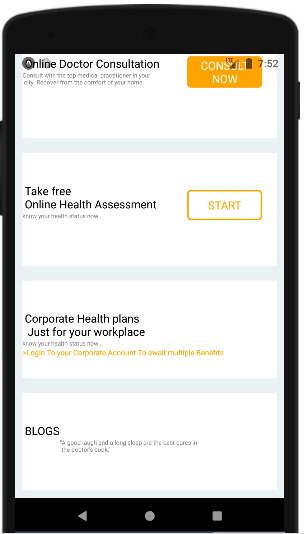 Online Doctor Consultation
Consult with the top medical practitioner in your
city. Recover from the comfort of your home.
CONSULT
NOW
7:52
Take free
Online Health Assessment
know your health status now .
START
Corporate Health plans
Just for your workplace
know your health status now .
>Login To your Corporate Account To await multiple Benefits
BLOGS
"A good laugh and a long sleep are the best cures in
the doctor's book."